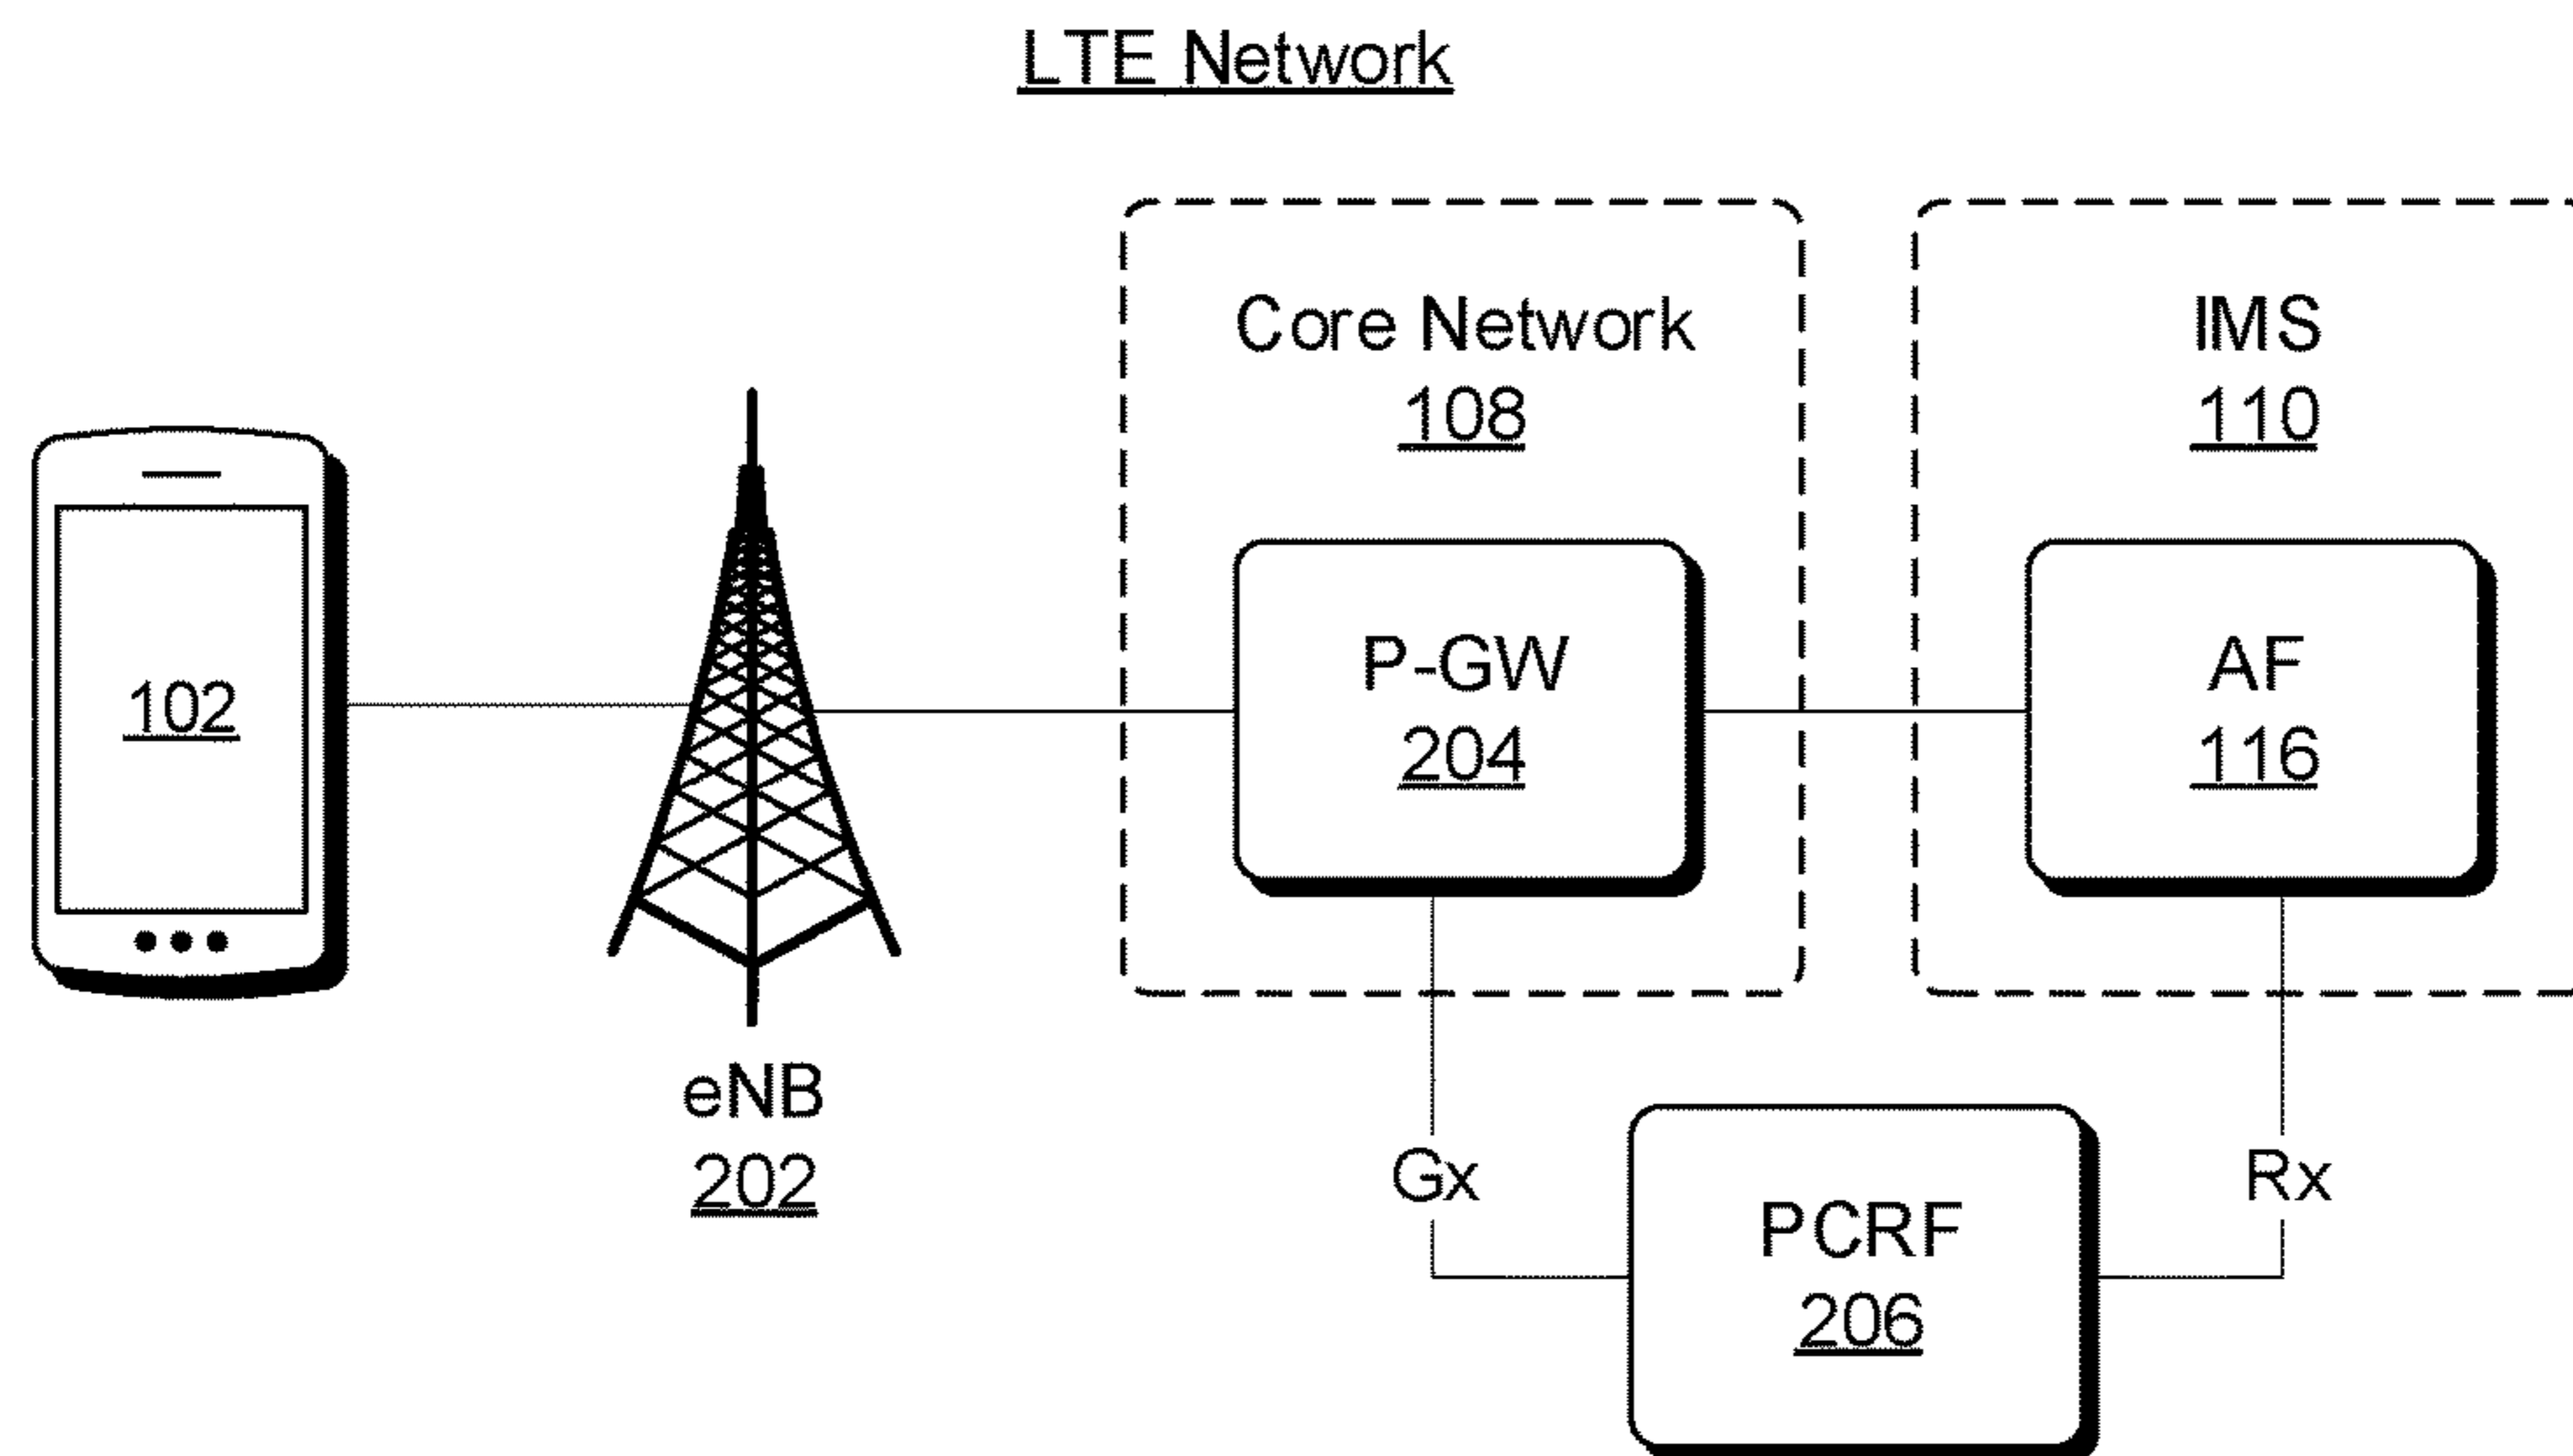 LTE Network
Core Network
108
IMS
110
102
P-GW
204
AF
116
eNB
202
Gx
Rx
PCRF
206